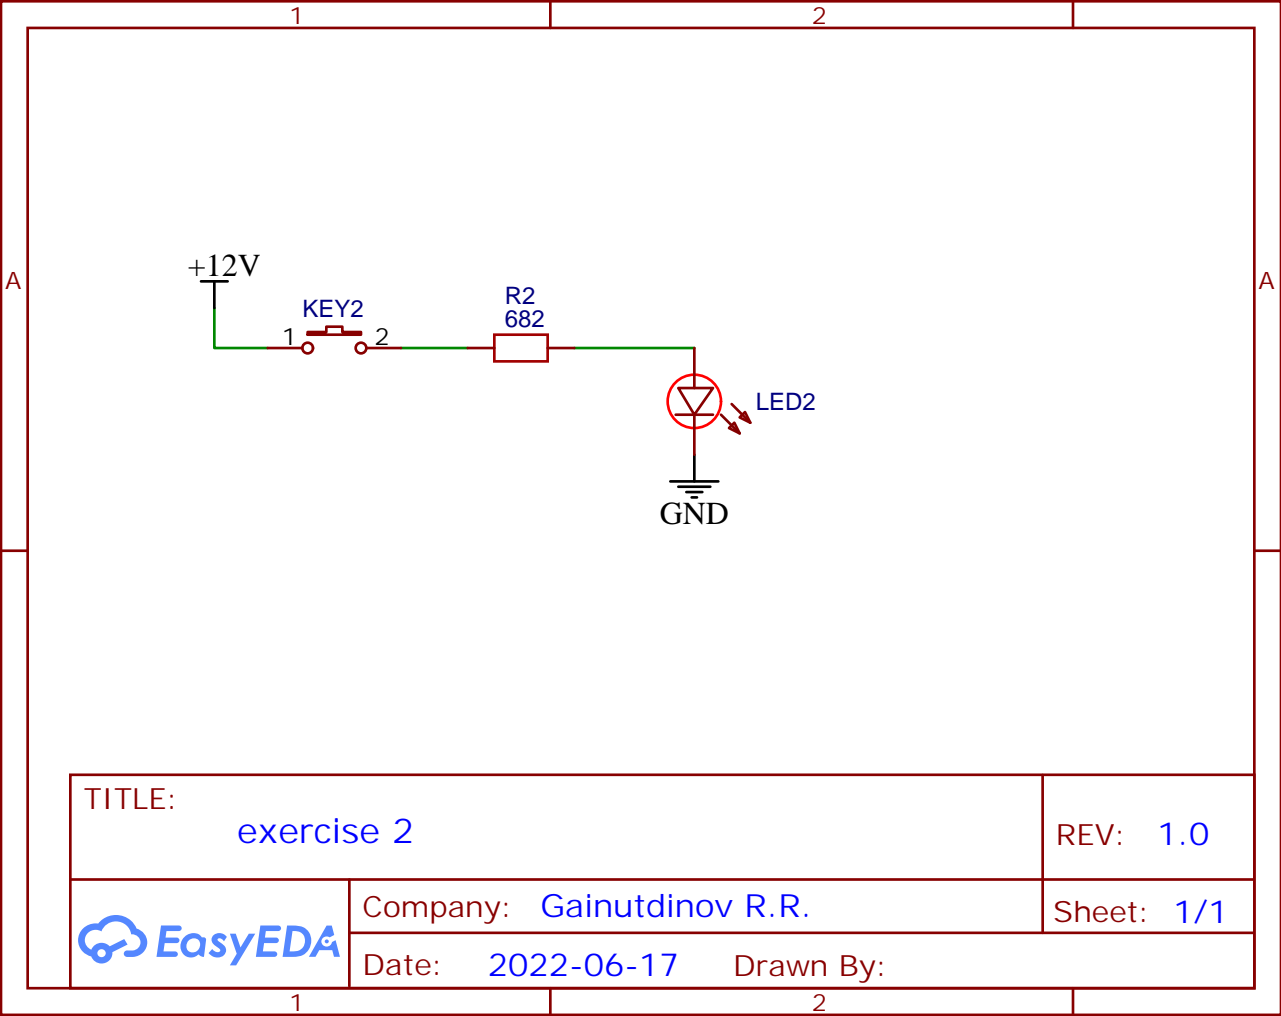 1 2
A A
+12V
KEY2
1 2
R2
682
LED2
GND
TITLE:
exercise 2
REV: 1.0
EasyEDA
Company: Gainutdinov R.R.
Sheet: 1/1
Date: 2022-06-17 Drawn By:
1 2